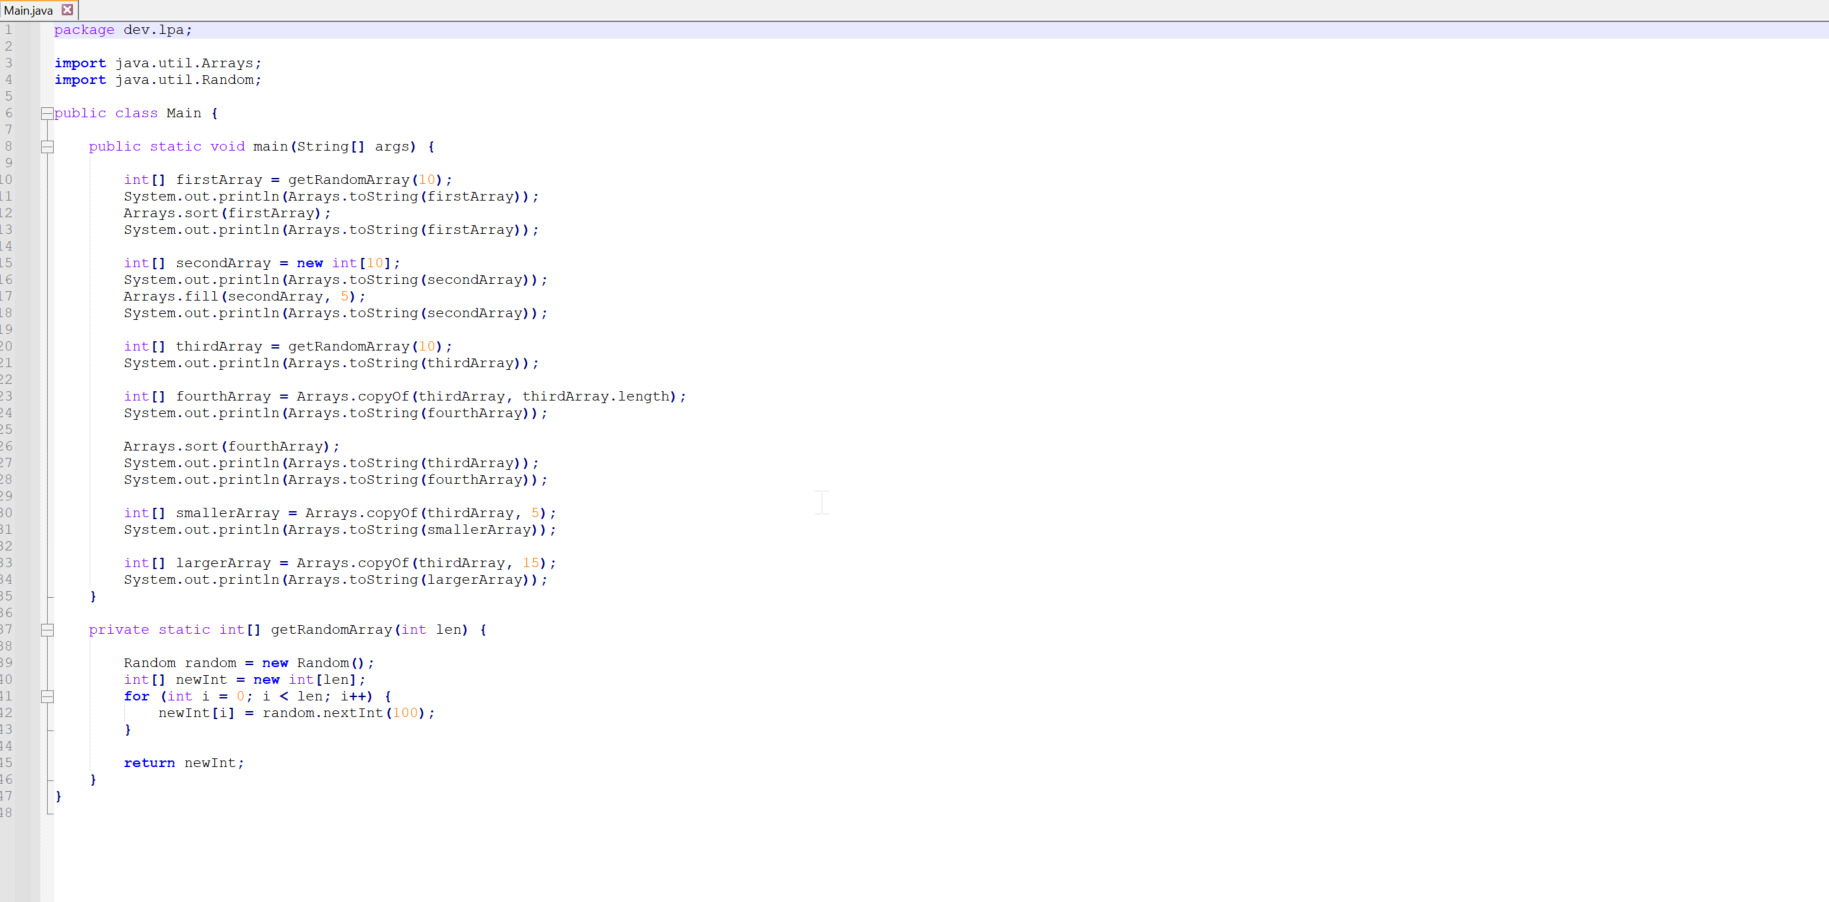 Main.java
1 package dev.lpa;
2
3 import java.util.Arrays;
4 import java.util.Random;
5
6 public class Main {
7
8     public static void main(String[] args) {
9
10         int[] firstArray = getRandomArray(10);
11         System.out.println(Arrays.toString(firstArray));
12         Arrays.sort(firstArray);
13         System.out.println(Arrays.toString(firstArray));
14
15         int[] secondArray = new int[I0];
16         System.out.println(Arrays.toString(secondArray));
17         Arrays.fill(secondArray, 5);
18         System.out.println(Arrays.toString(secondArray));
19
20         int[] thirdArray = getRandomArray(10);
21         System.out.println(Arrays.toString(thirdArray));
22
23         int[] fourthArray = Arrays.copyOf(thirdArray, thirdArray.length);
24         System.out.println(Arrays.toString(fourthArray));
25
26         Arrays.sort(fourthArray);
27         System.out.println(Arrays.toString(thirdArray));
28         System.out.println(Arrays.toString(fourthArray));
29
30         int[] smallerArray = Arrays.copyOf(thirdArray, 5);
31         System.out.println(Arrays.toString(smallerArray));
32
33         int[] largerArray = Arrays.copyOf(thirdArray, 15);
34         System.out.println(Arrays.toString(largerArray));
35     }
36
37     private static int[] getRandomArray(int len) {
38
39         Random random = new Random();
40         int[] newInt = new int[len];
41         for (int i = 0; i < len; i++) {
42             newInt[i] = random.nextInt(100);
43         }
44
45         return newInt;
46     }
47 }
48